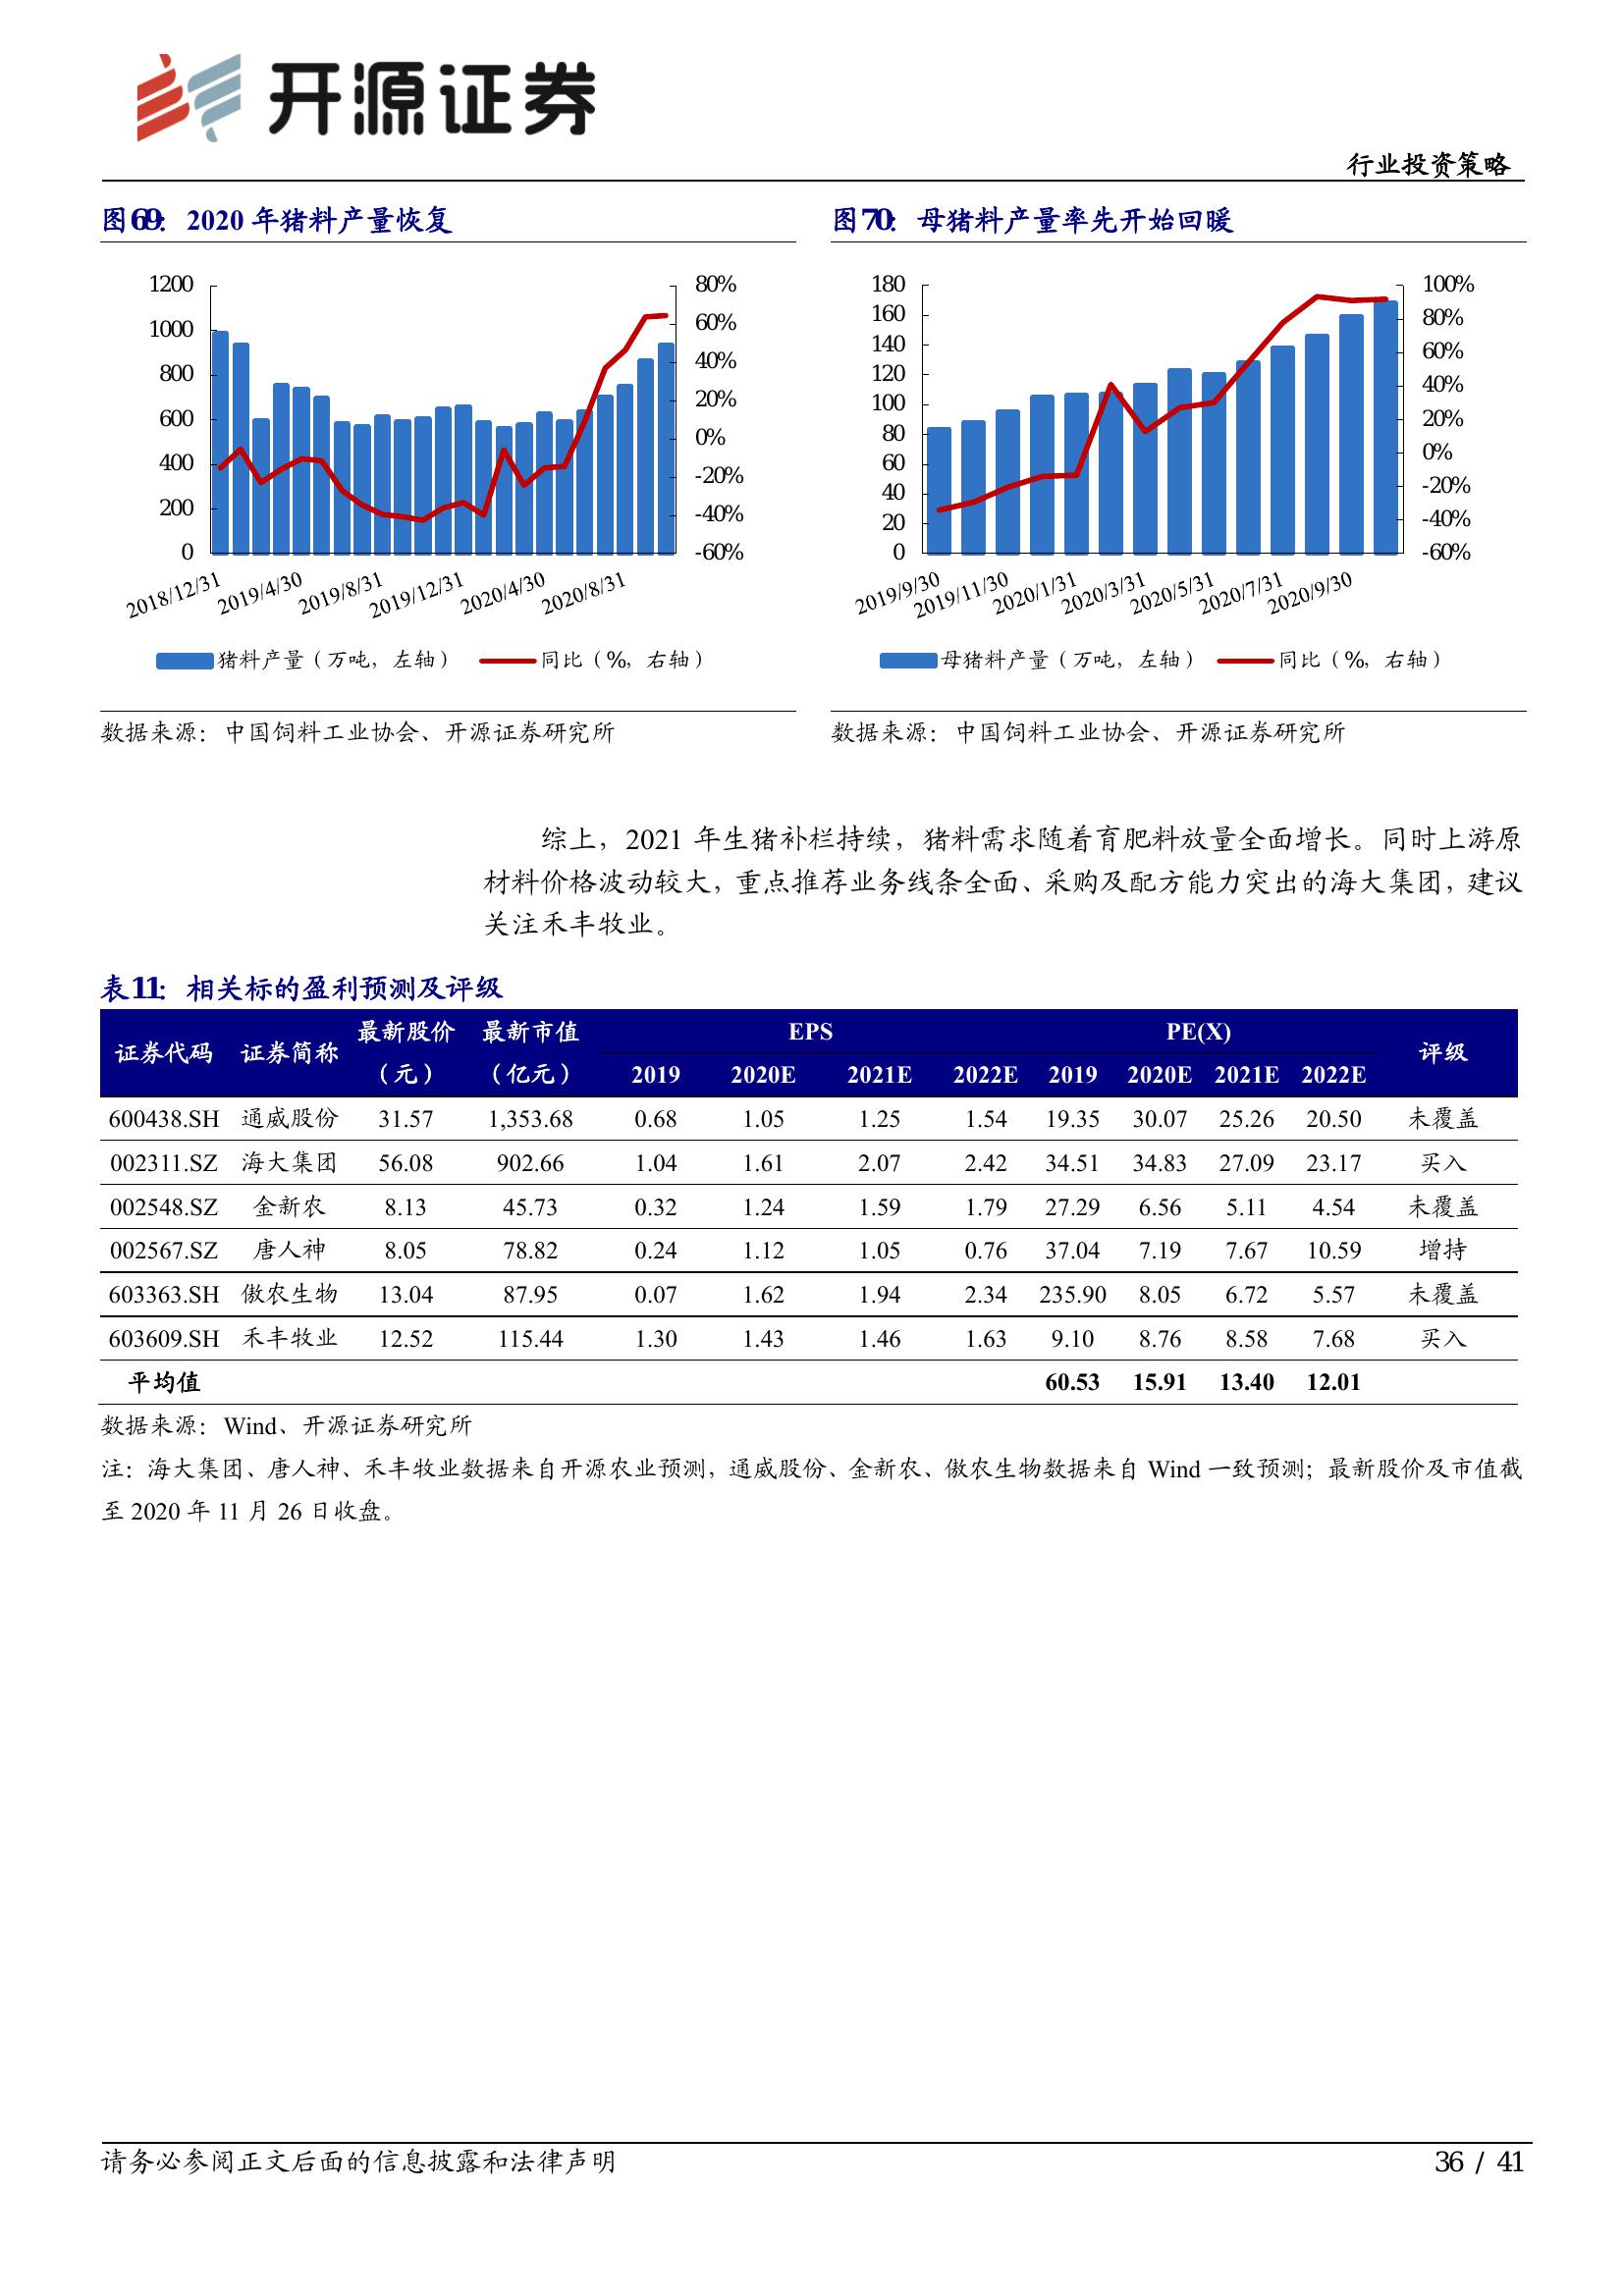 开源证券
行业投资策略
图69： 2020 年猪料产量恢复
1200
1000
800
600
400
200
0
80%
60%
40%
20%
0%
-20%
-40%
-60%
2018/12/31
2019/4/30
2019/8/31
2019/12/31
2020/4/30
2020/8/31
猪料产量（万吨，左轴） 同比（%，右轴）
数据来源：中国饲料工业协会、开源证券研究所
图70： 母猪料产量率先开始回暖
180
160
140
120
100
80
60
40
20
0
100%
80%
60%
40%
20%
0%
-20%
-40%
-60%
2019/9/30
2019/11/30
2020/1/31
2020/3/31
2020/5/31
2020/7/31
2020/9/30
母猪料产量（万吨，左轴） 同比（%，右轴）
数据来源：中国饲料工业协会、开源证券研究所
综上，2021 年生猪补栏持续，猪料需求随着育肥料放量全面增长。同时上游原
材料价格波动较大，重点推荐业务线条全面、采购及配方能力突出的海大集团，建议
关注禾丰牧业。
表11： 相关标的盈利预测及评级
证券代码 证券简称 最新股价（元） 最新市值（亿元） EPS PE(X) 评级
2019 2020E 2021E 2022E 2019 2020E 2021E 2022E
600438.SH 通威股份 31.57 1,353.68 0.68 1.05 1.25 1.54 19.35 30.07 25.26 20.50 未覆盖
002311.SZ 海大集团 56.08 902.66 1.04 1.61 2.07 2.42 34.51 34.83 27.09 23.17 买入
002548.SZ 金新农 8.13 45.73 0.32 1.24 1.59 1.79 27.29 6.56 5.11 4.54 未覆盖
002567.SZ 唐人神 8.05 78.82 0.24 1.12 1.05 0.76 37.04 7.19 7.67 10.59 增持
603363.SH 傲农生物 13.04 87.95 0.07 1.62 1.94 2.34 235.90 8.05 6.72 5.57 未覆盖
603609.SH 禾丰牧业 12.52 115.44 1.30 1.43 1.46 1.63 9.10 8.76 8.58 7.68 买入
平均值 60.53 15.91 13.40 12.01
数据来源：Wind、开源证券研究所
注：海大集团、唐人神、禾丰牧业数据来自开源农业预测，通威股份、金新农、傲农生物数据来自 Wind 一致预测；最新股价及市值截
至 2020 年 11 月 26 日收盘。
请务必参阅正文后面的信息披露和法律声明
36 / 41